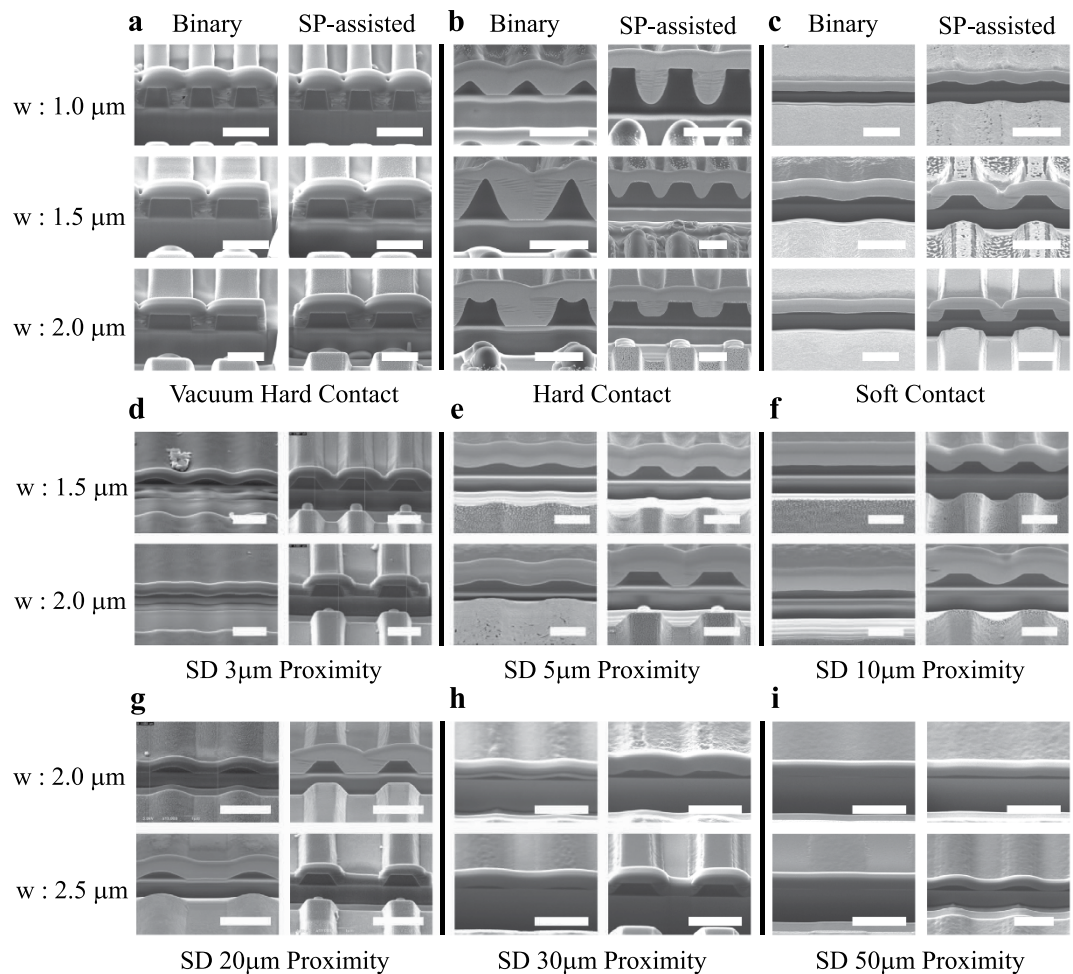 a Binary SP-assisted b Binary SP-assisted c Binary SP-assisted
w : 1.0 μm
w : 1.5 μm
w : 2.0 μm
Vacuum Hard Contact Hard Contact Soft Contact
d e f
w : 1.5 μm
w : 2.0 μm
SD 3μm Proximity SD 5μm Proximity SD 10μm Proximity
g h i
w : 2.0 μm
w : 2.5 μm
SD 20μm Proximity SD 30μm Proximity SD 50μm Proximity